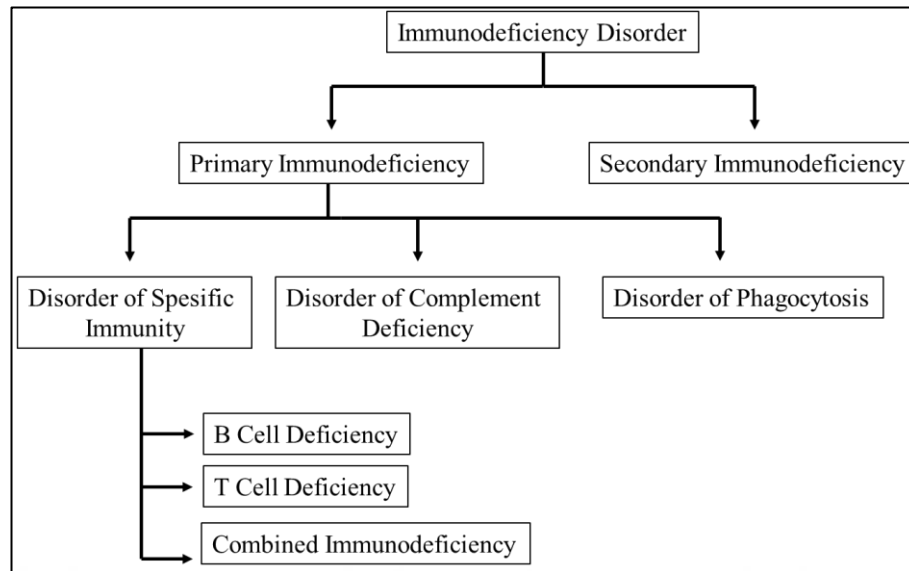 Immunodeficiency Disorder
Primary Immunodeficiency
Secondary Immunodeficiency
Disorder of Spesific
Immunity
Disorder of Complement
Deficiency
Disorder of Phagocytosis
B Cell Deficiency
T Cell Deficiency
Combined Immunodeficiency